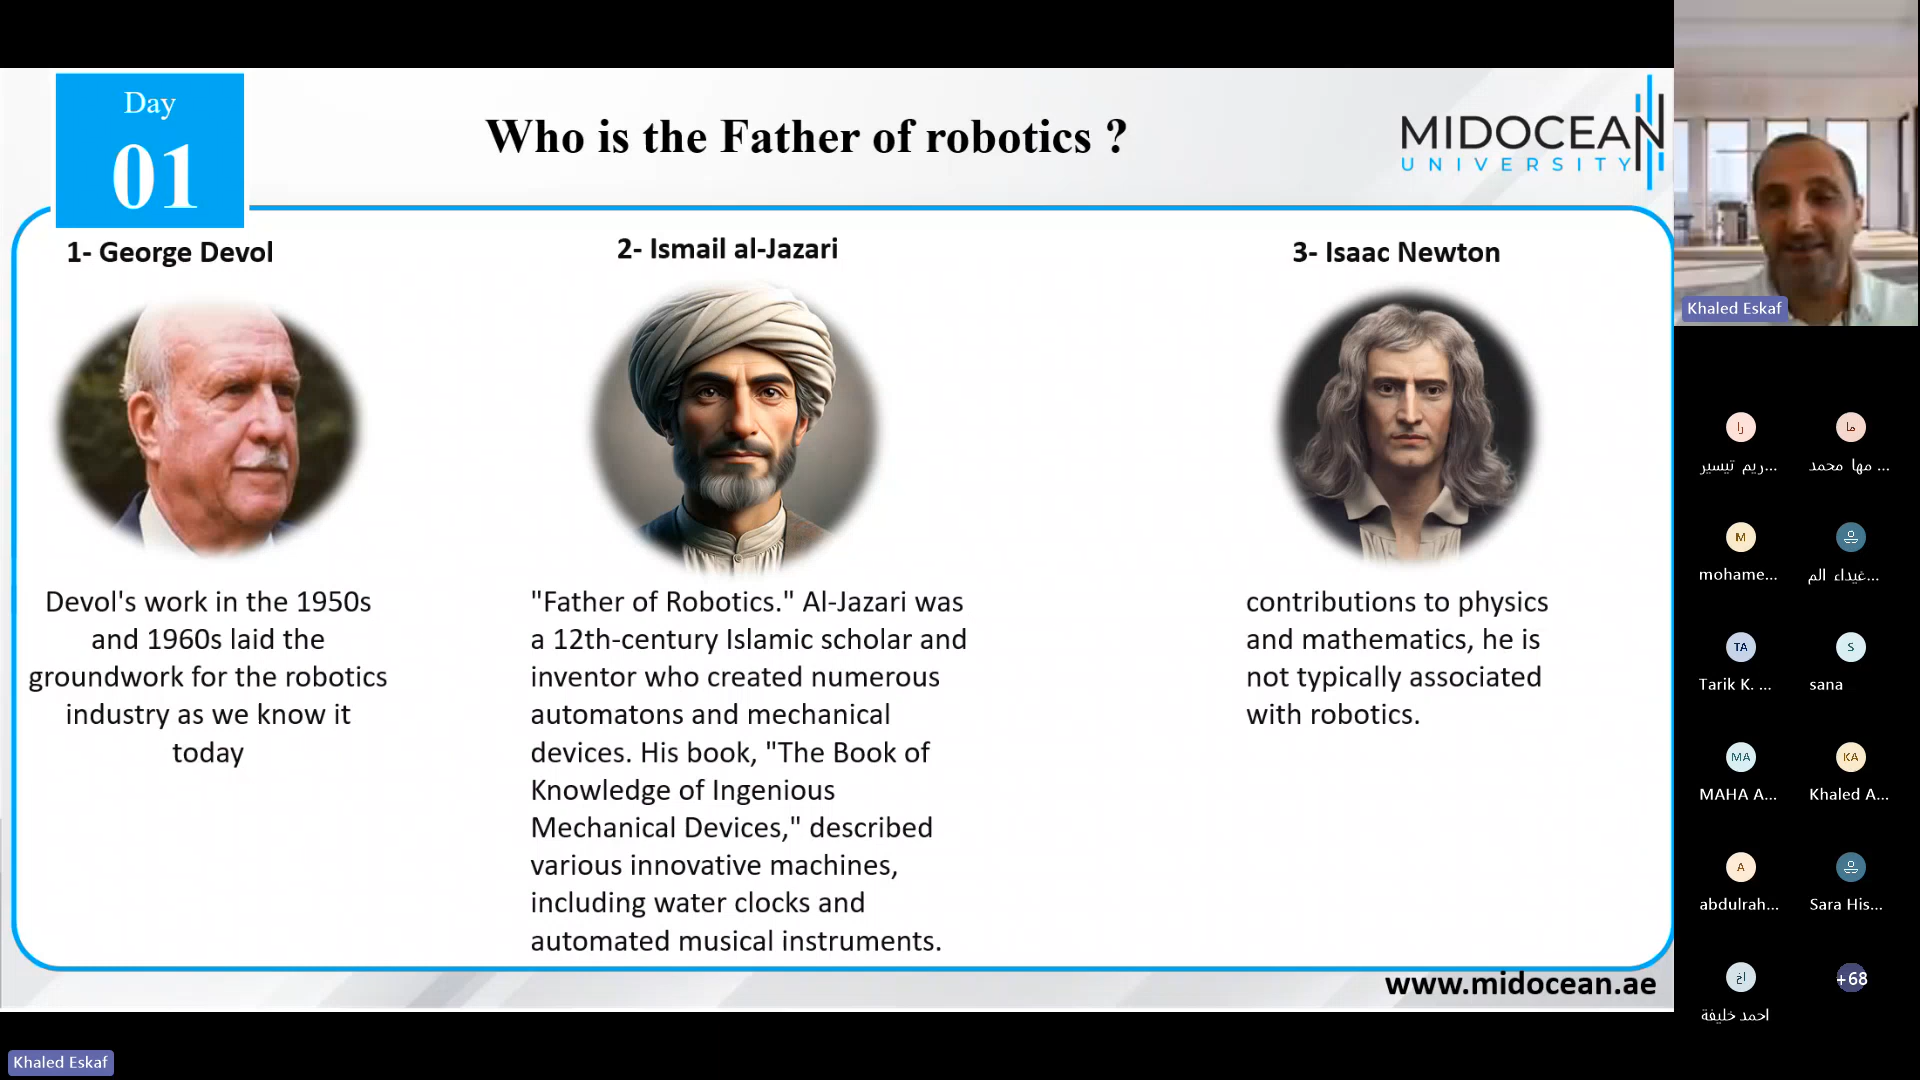 Day
01
Who is the Father of robotics ?
MIDOCEAN
UNIVERSITY
1- George Devol
Devol's work in the 1950s
and 1960s laid the
groundwork for the robotics
industry as we know it
today
2- Ismail al-Jazari
"Father of Robotics." Al-Jazari was
a 12th-century Islamic scholar and
inventor who created numerous
automatons and mechanical
devices. His book, "The Book of
Knowledge of Ingenious
Mechanical Devices," described
various innovative machines,
including water clocks and
automated musical instruments.
3- Isaac Newton
contributions to physics
and mathematics, he is
not typically associated
with robotics.
www.midocean.ae
Khaled Eskaf
Khaled Eskaf
را
ريم تيسير...
ما
مها محمد ...
M
mohame...
غيداء الم...
TA
Tarik K. ...
S
sana
MA
MAHA A...
KA
Khaled A...
A
abdulrah...
Sara His...
اخ
احمد خليفة
+68